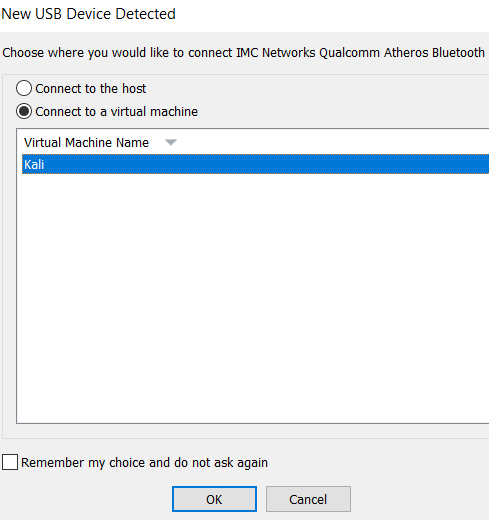 New USB Device Detected
Choose where you would like to connect IMC Networks Qualcomm Atheros Bluetooth
Connect to the host
Connect to a virtual machine
Virtual Machine Name
Kali
Remember my choice and do not ask again
OK
Cancel